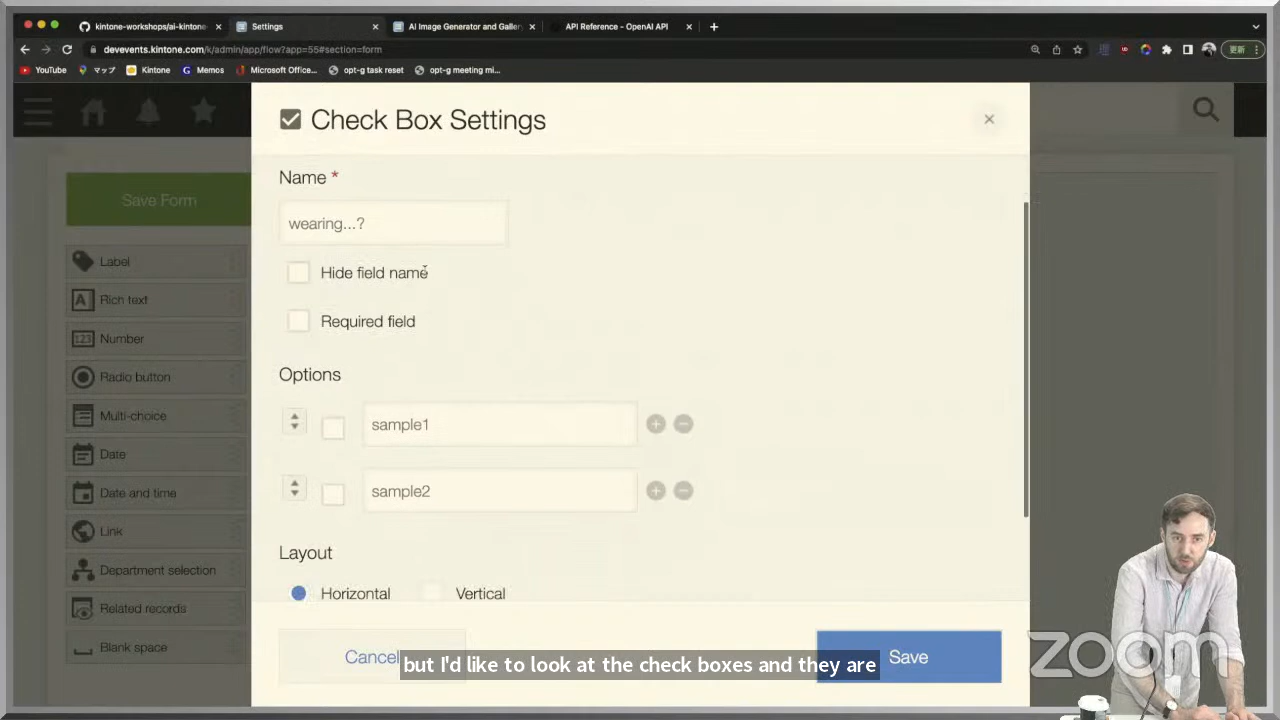 kintone-workshops/ai-kintone-
Settings
AI Image Generator and Galler
API Reference - OpenAI API
devevents.kintone.com/k/admin/app/flow?app=55#section=form
更新
YouTube
マップ
Kintone
Memos
Microsoft Office...
opt-g task reset
opt-g meeting mi...
Check Box Settings
Name *
wearing...?
Hide field name
Required field
Options
sample1
sample2
Layout
Horizontal
Vertical
Cancel
Save
Save Form
Label
Rich text
Number
Radio button
Multi-choice
Date
Date and time
Link
Department selection
Related records
Blank space
but I'd like to look at the check boxes and they are
zoom